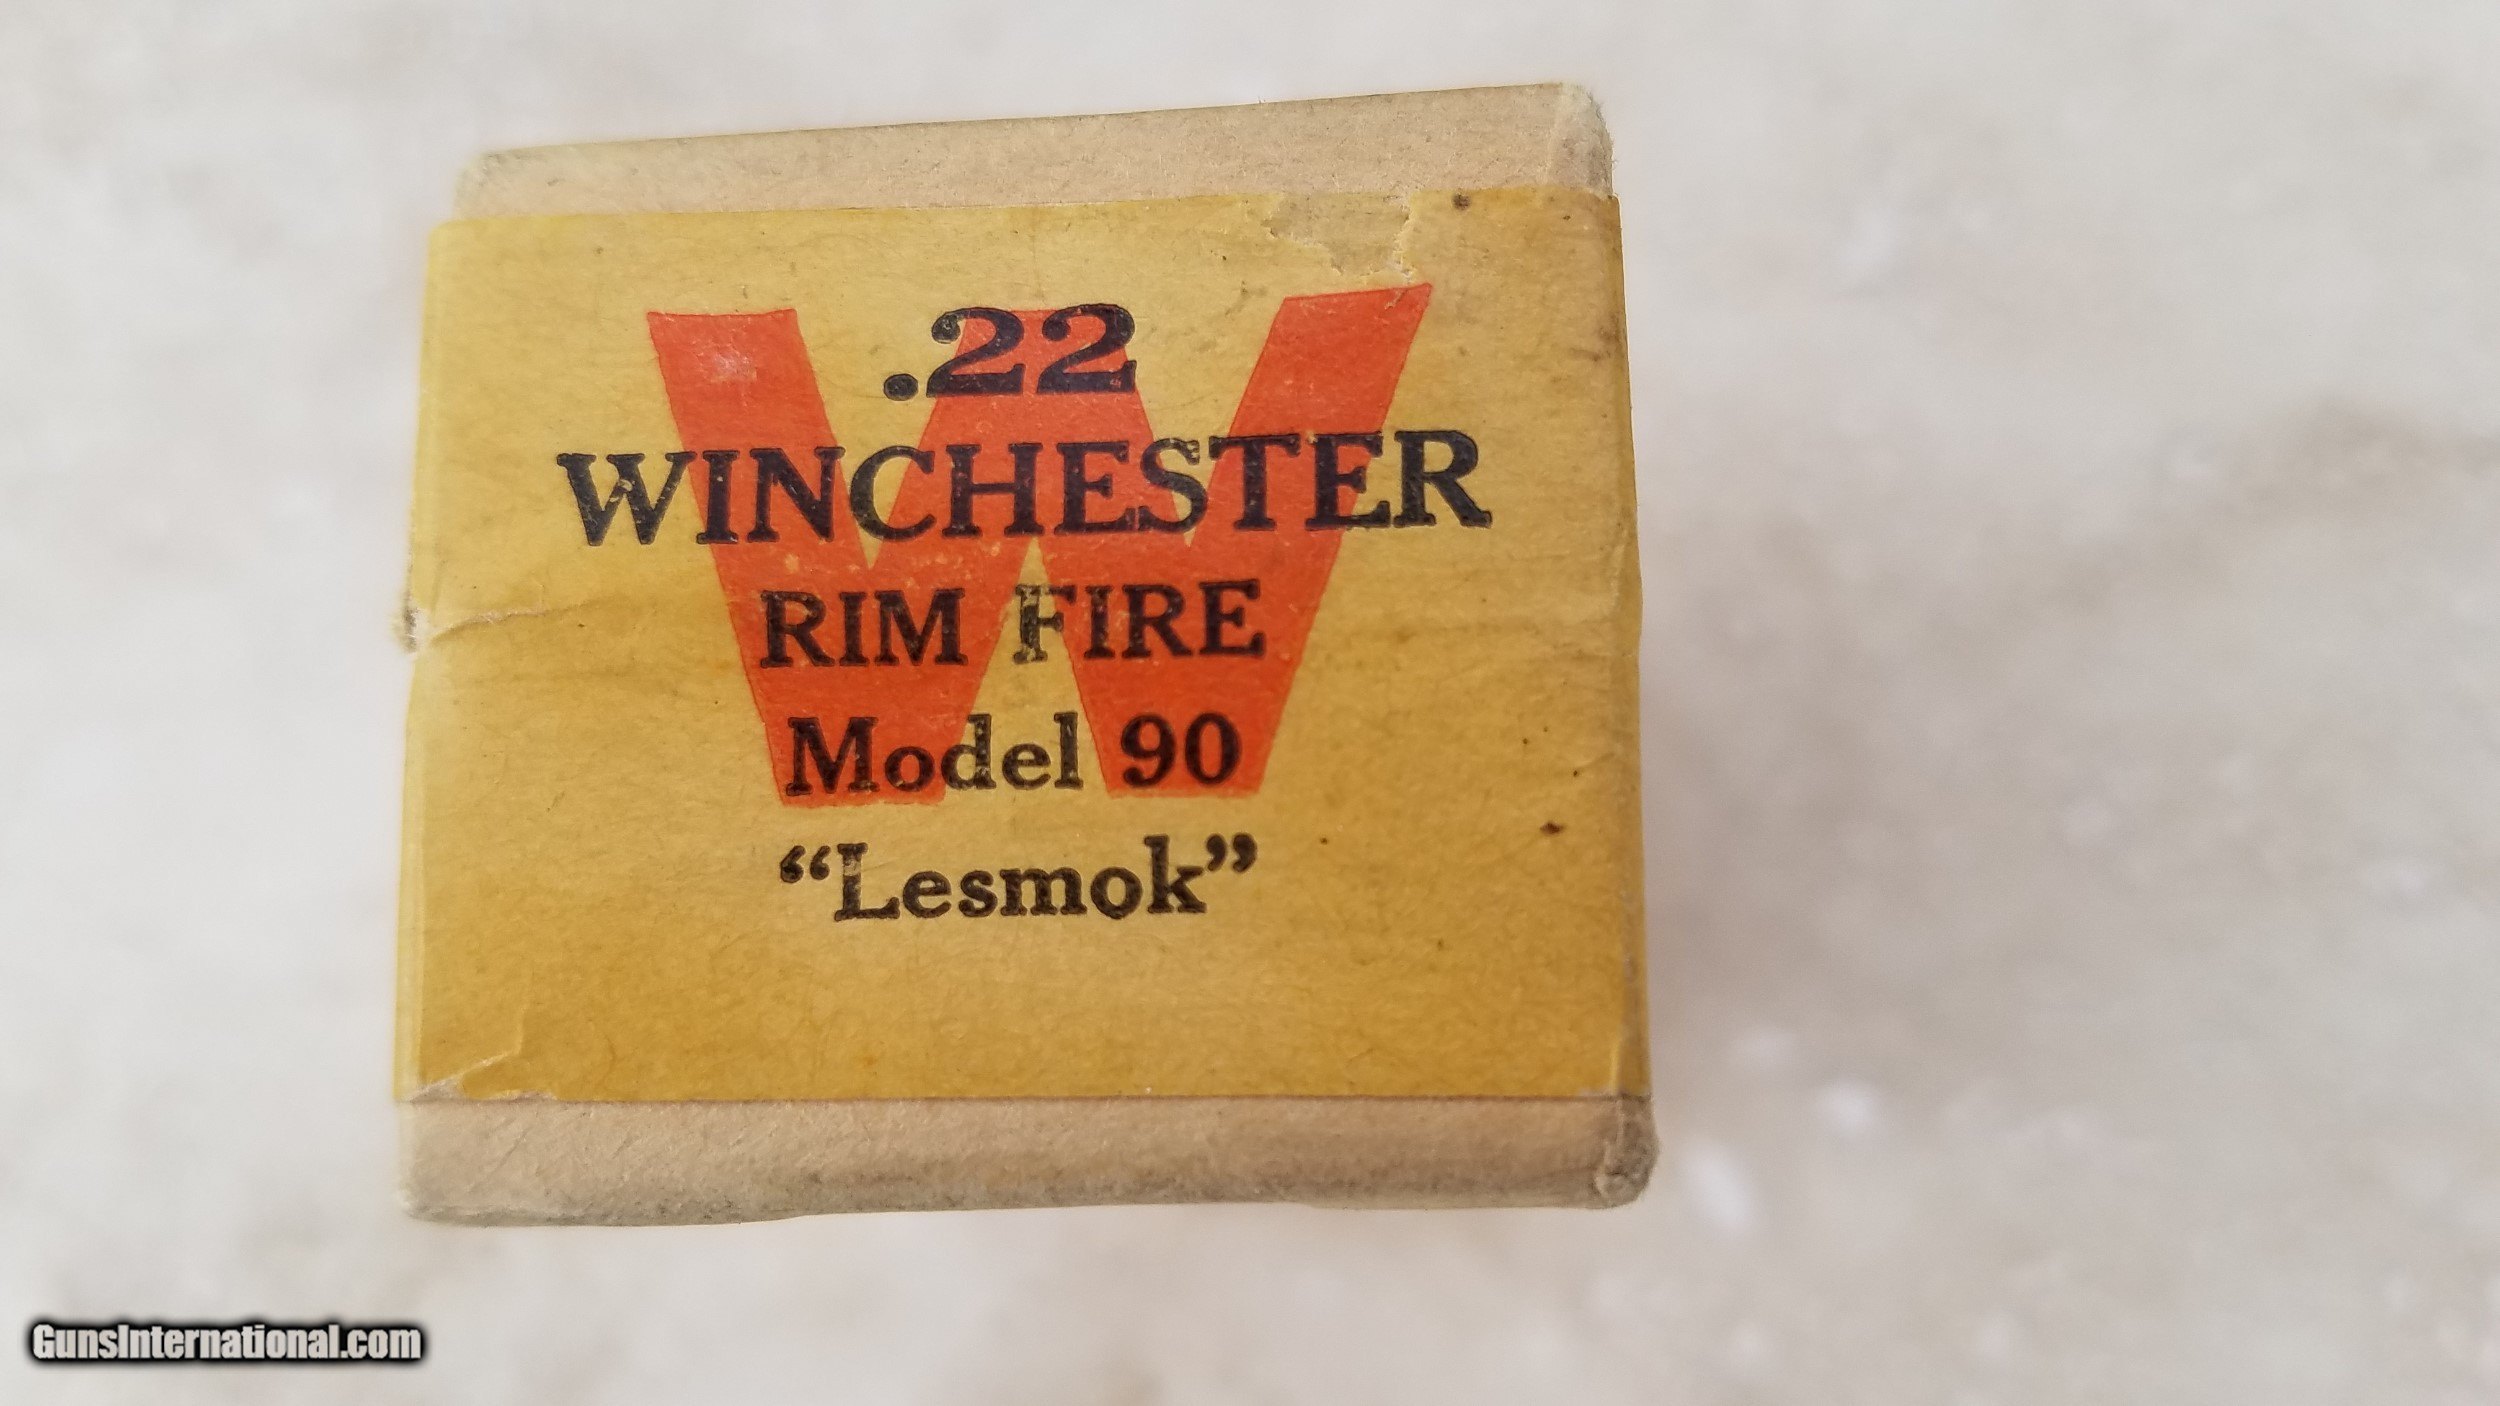 .22
WINCHESTER
RIM FIRE
Model 90
“Lesmok”
GunsInternational.com